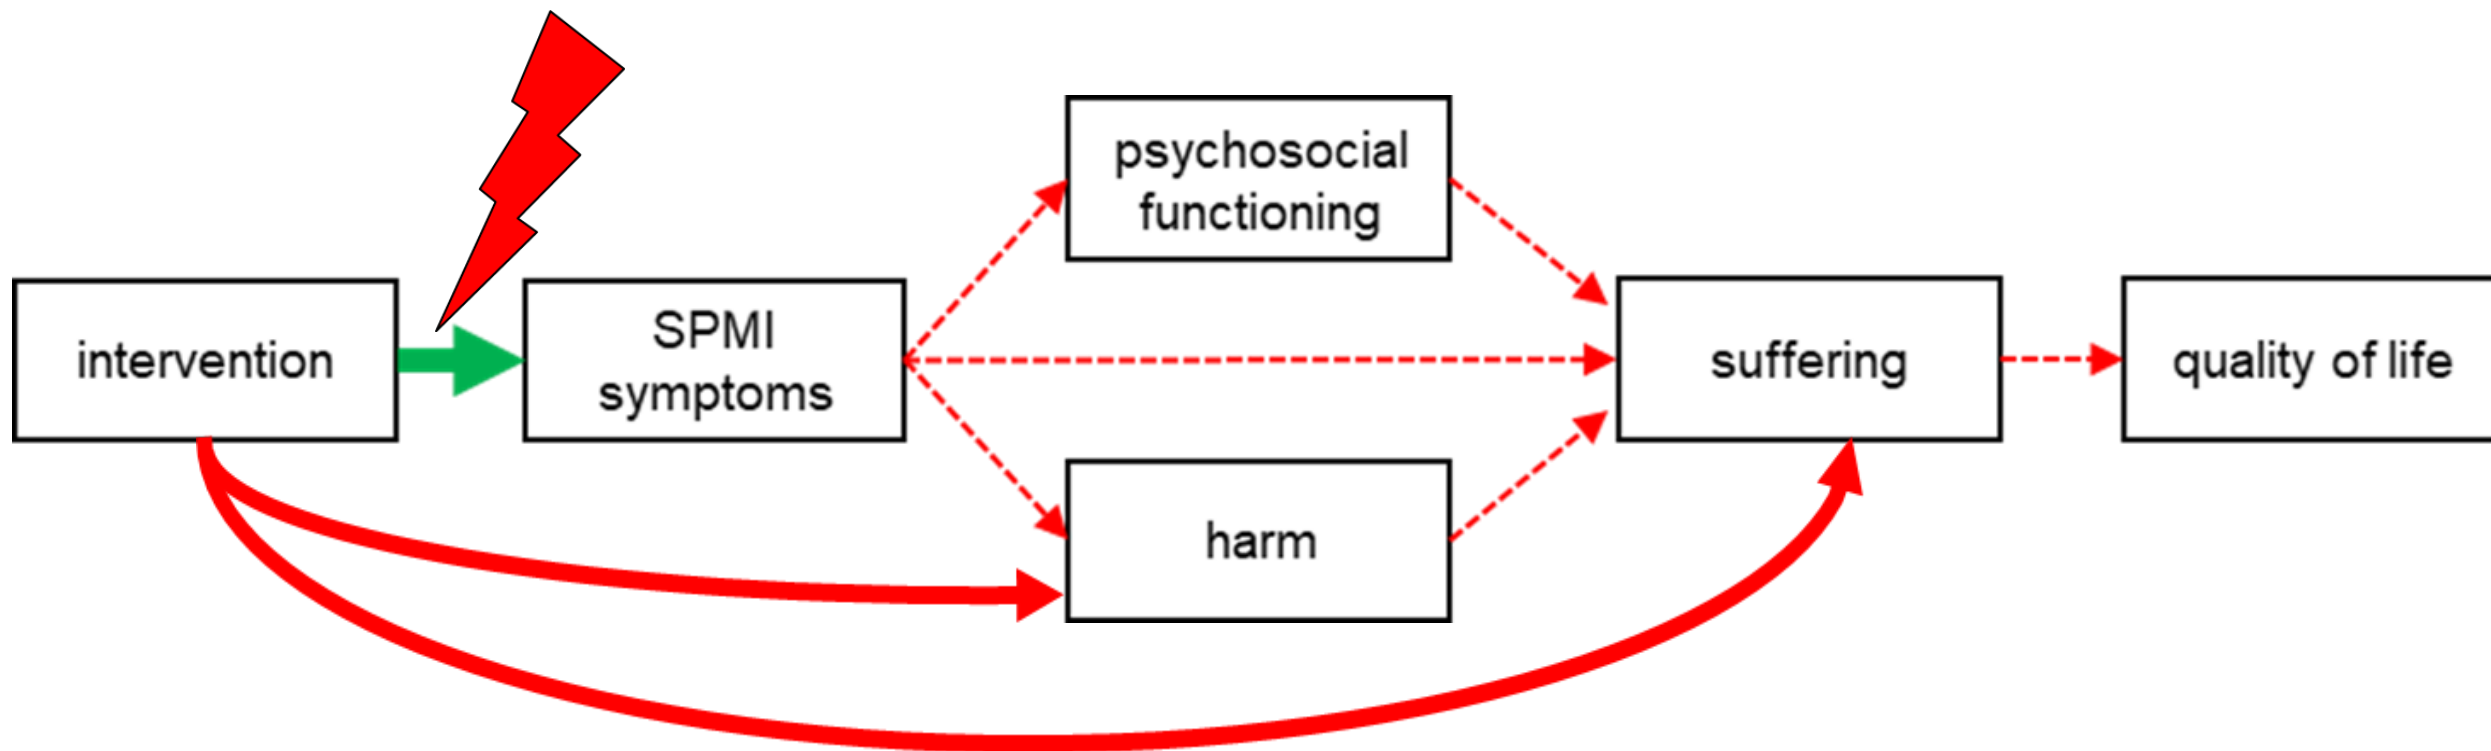 intervention
SPMI
symptoms
psychosocial
functioning
harm
suffering
quality of life